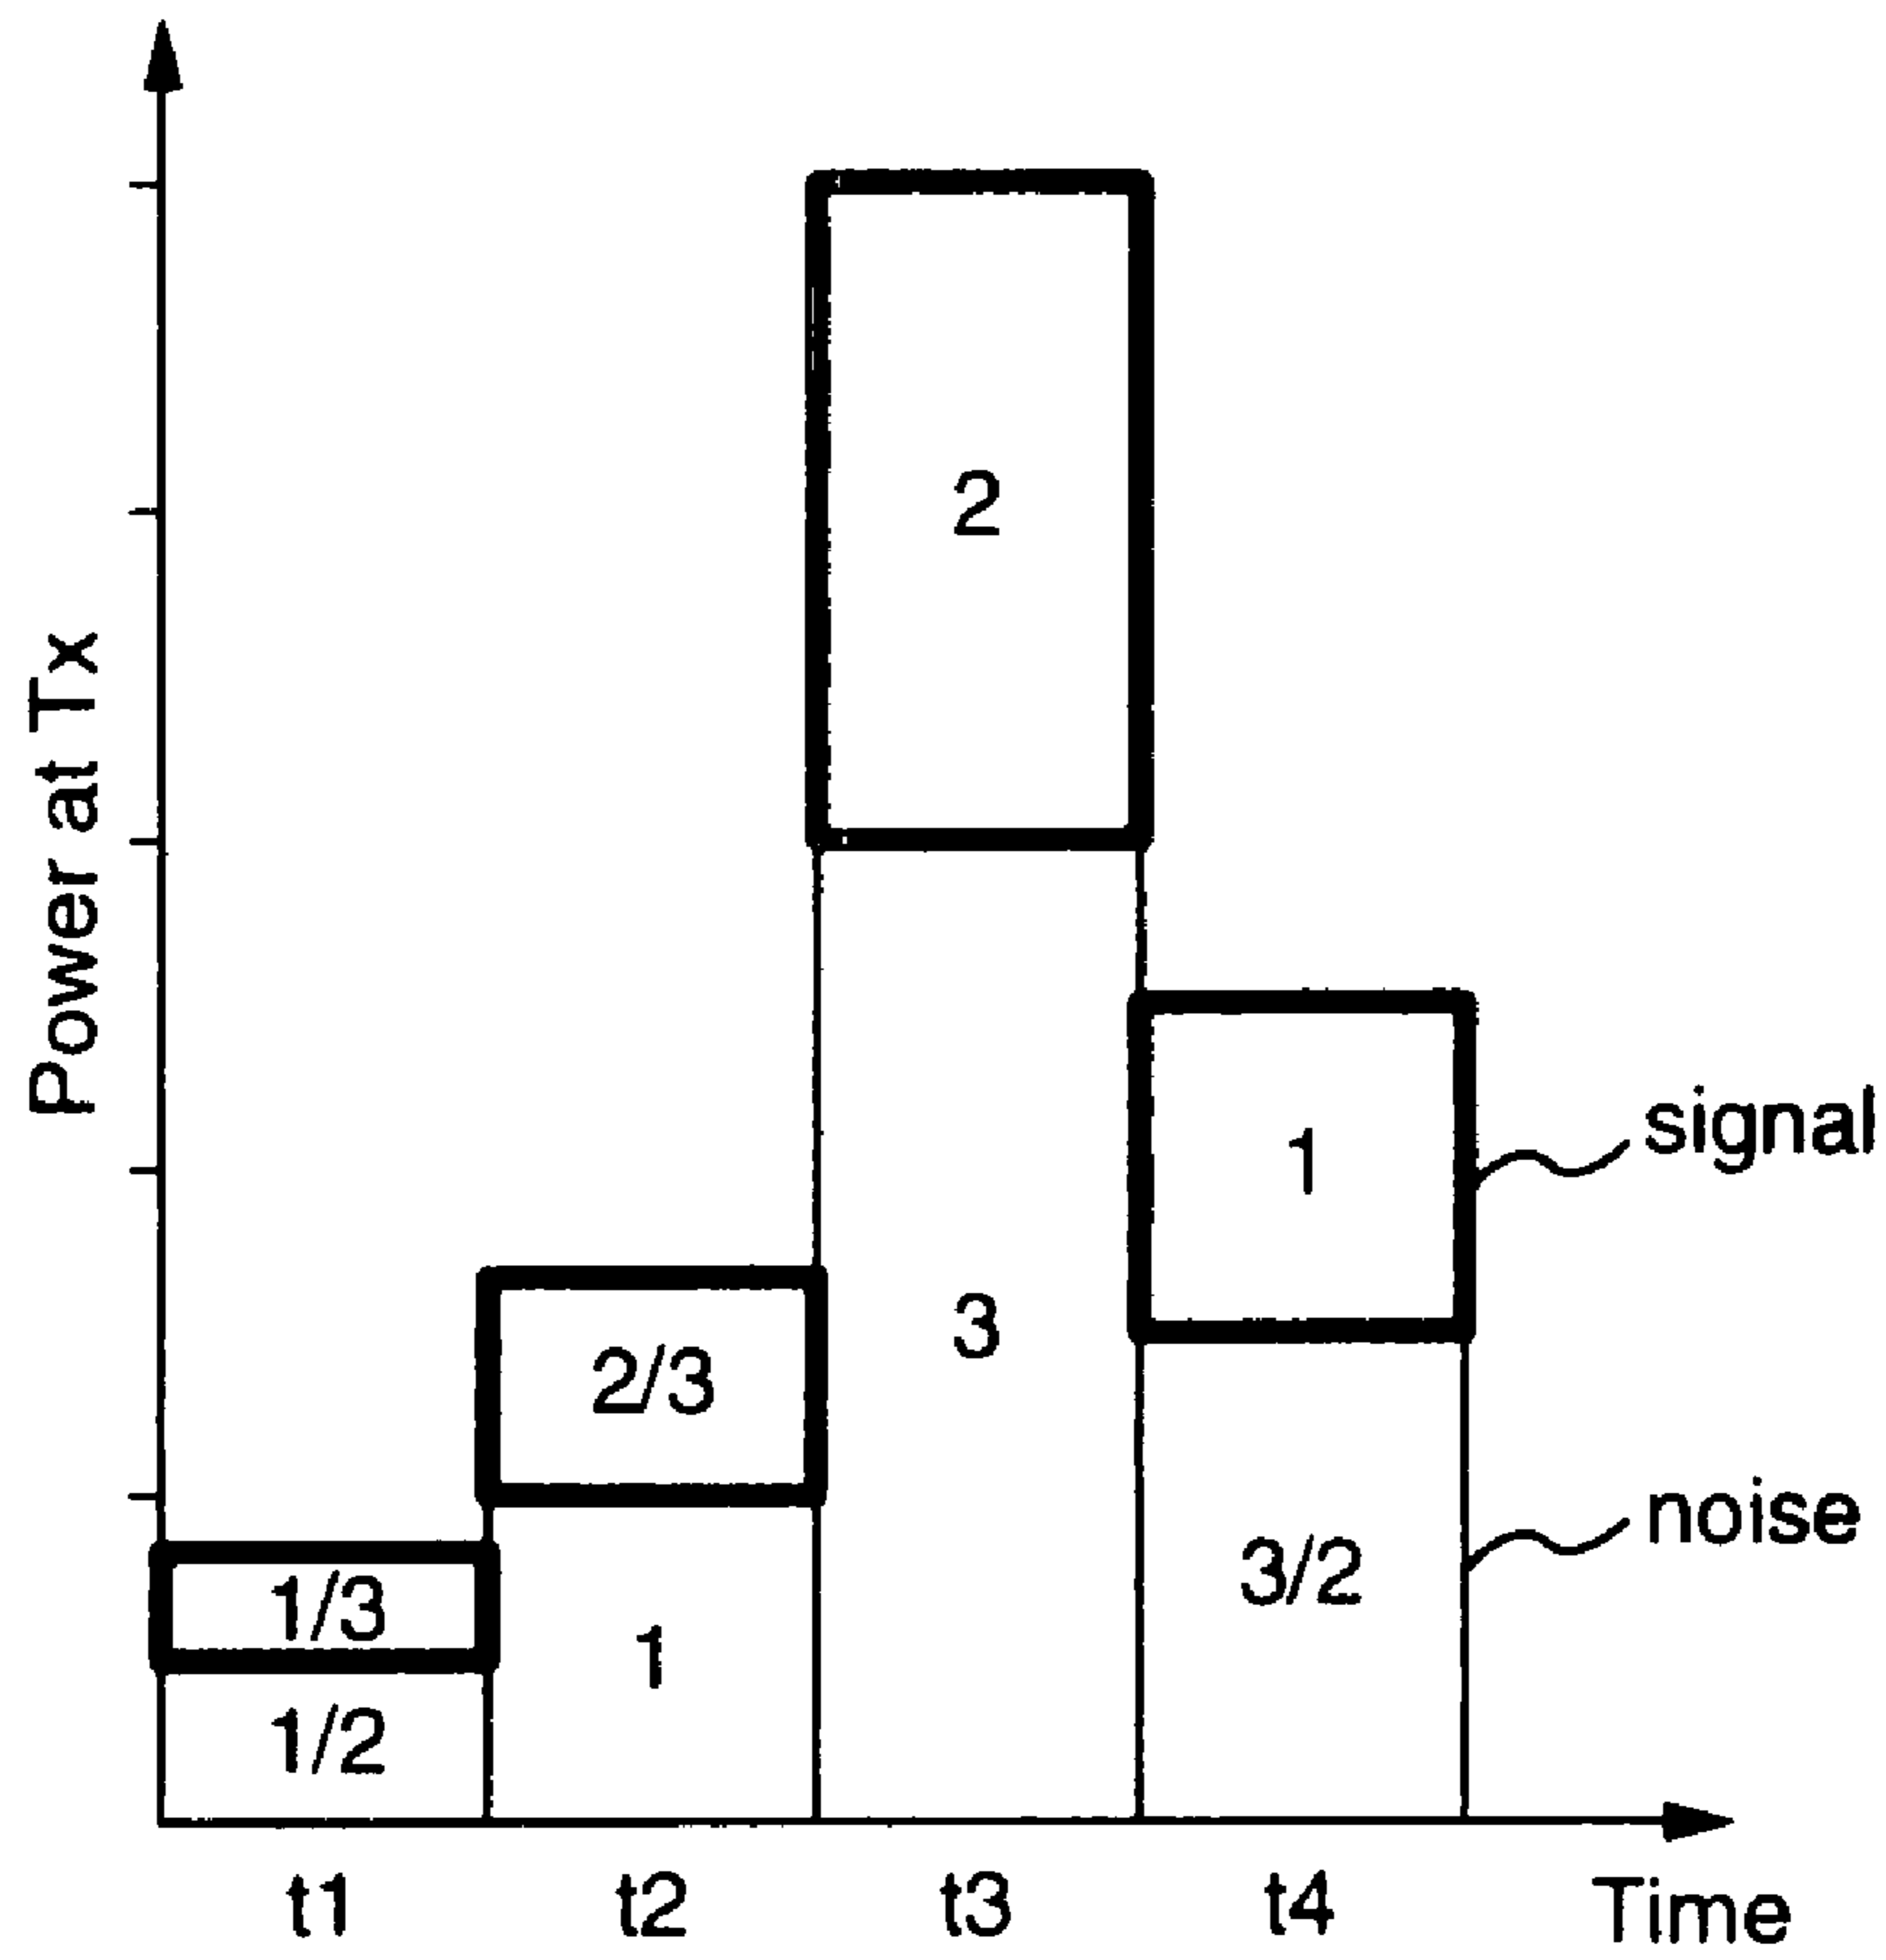 Power at Tx
2
1
signal
2/3
3
1/3
1
3/2
noise
1/2
t1 t2 t3 t4 Time